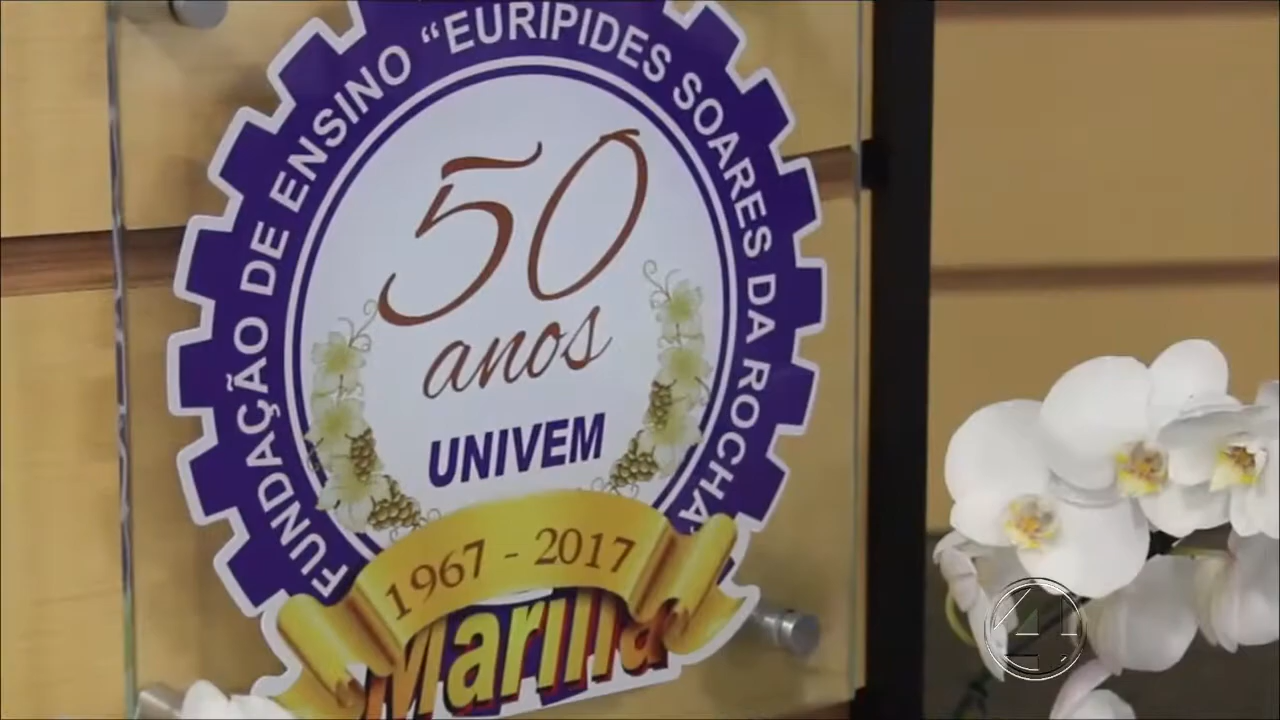 FUNDAÇÃO DE ENSINO “EURIPIDES SOARES DA ROCHA”
50
anos
UNIVEM
1967 - 2017
Marília